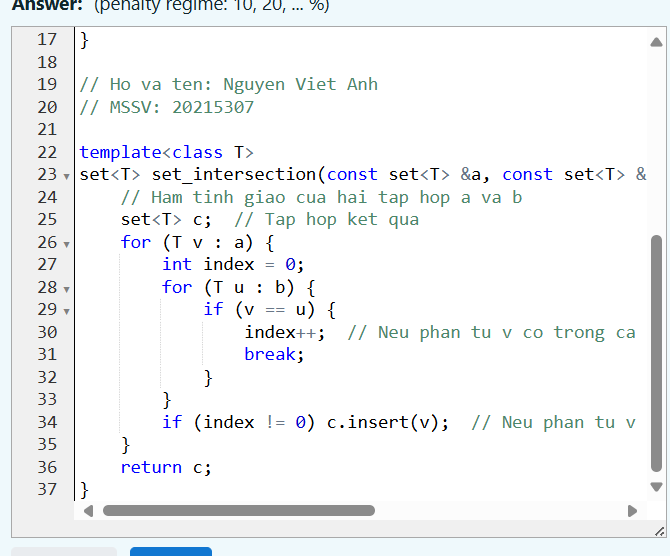 Answer: (penalty regime: 10, 20, ... %)
17 }
18
19 // Ho va ten: Nguyen Viet Anh
20 // MSSV: 20215307
21
22 template<class T>
23 set<T> set_intersection(const set<T> &a, const set<T> &
24 // Ham tinh giao cua hai tap hop a va b
25 set<T> c;  // Tap hop ket qua
26 for (T v : a) {
27 int index = 0;
28 for (T u : b) {
29 if (v == u) {
30 index++;  // Neu phan tu v co trong ca
31 break;
32 }
33 }
34 if (index != 0) c.insert(v);  // Neu phan tu v
35 }
36 return c;
37 }